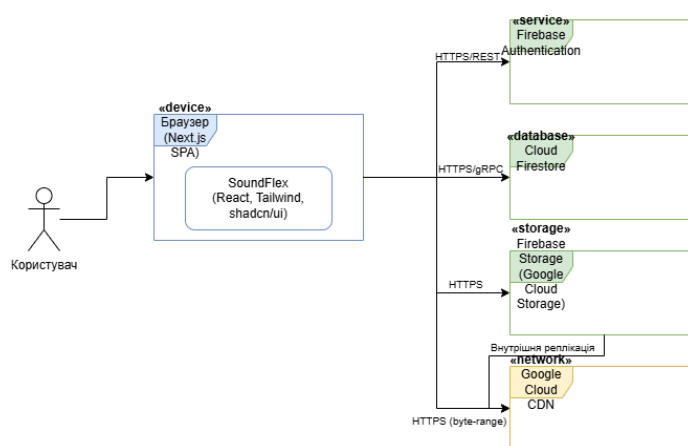 «service»
Firebase
Authentication
HTTPS/REST
«device»
Браузер
(Next.js
SPA)
SoundFlex
(React, Tailwind,
shadcn/ui)
Користувач
«database»
Cloud
Firestore
HTTPS/gRPC
«storage»
Firebase
Storage
(Google
Cloud
Storage)
HTTPS
Внутрішня реплікація
«network»
Google
Cloud
CDN
HTTPS (byte-range)